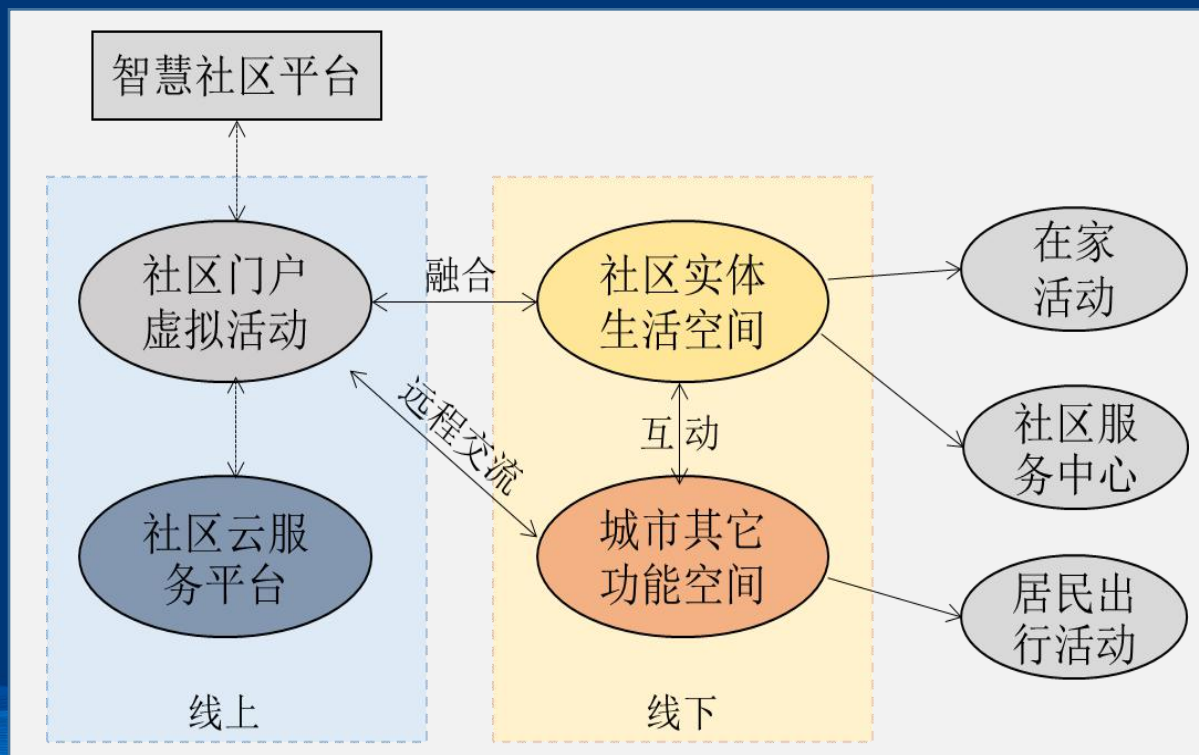 智慧社区平台
社区门户
虚拟活动
融合
社区实体
生活空间
在家
活动
远程交流
互动
社区服
务中心
社区云服
务平台
城市其它
功能空间
居民出
行活动
线上
线下